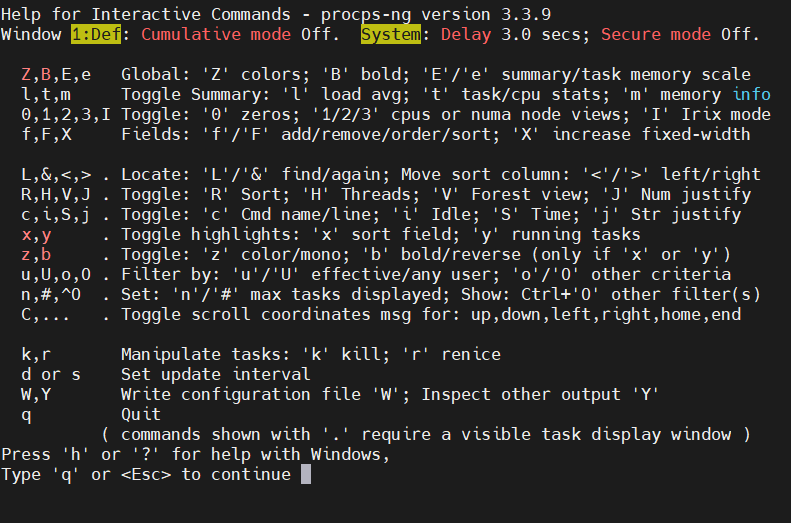 Help for Interactive Commands - procps-ng version 3.3.9
Window 1:Def: Cumulative mode Off.  System: Delay 3.0 secs; Secure mode Off.

  Z,B,E,e   Global: 'Z' colors; 'B' bold; 'E'/'e' summary/task memory scale
  l,t,m     Toggle Summary: 'l' load avg; 't' task/cpu stats; 'm' memory info
  0,1,2,3,I Toggle: '0' zeros; '1/2/3' cpus or numa node views; 'I' Irix mode
  f,F,X     Fields: 'f'/'F' add/remove/order/sort; 'X' increase fixed-width

  L,&,<,> . Locate: 'L'/'&' find/again; Move sort column: '<'/'>' left/right
  R,H,V,J . Toggle: 'R' Sort; 'H' Threads; 'V' Forest view; 'J' Num justify
  c,i,S,j . Toggle: 'c' Cmd name/line; 'i' Idle; 'S' Time; 'j' Str justify
  x,y     . Toggle highlights: 'x' sort field; 'y' running tasks
  z,b     . Toggle: 'z' color/mono; 'b' bold/reverse (only if 'x' or 'y')
  u,U,o,O . Filter by: 'u'/'U' effective/any user; 'o'/'O' other criteria
  n,#,^O  . Set: 'n'/'#' max tasks displayed; Show: Ctrl+'O' other filter(s)
  C,...   . Toggle scroll coordinates msg for: up,down,left,right,home,end

  k,r       Manipulate tasks: 'k' kill; 'r' renice
  d or s    Set update interval
  W,Y       Write configuration file 'W'; Inspect other output 'Y'
  q         Quit
          ( commands shown with '.' require a visible task display window )
Press 'h' or '?' for help with Windows,
Type 'q' or <Esc> to continue